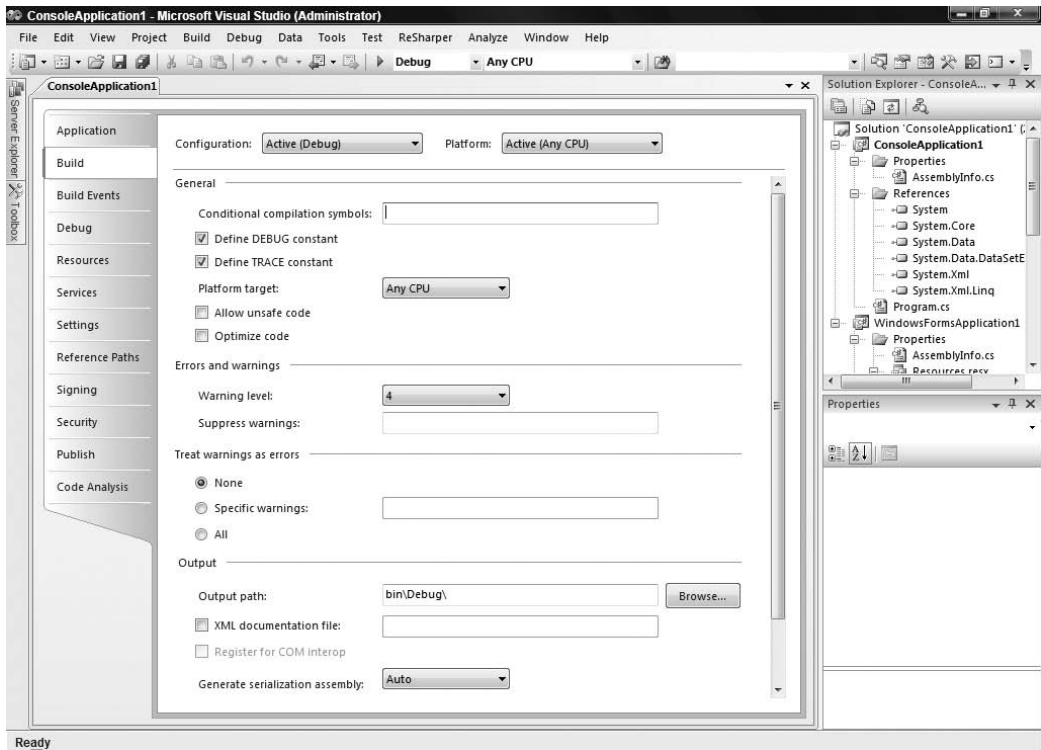 ConsoleApplication1 - Microsoft Visual Studio (Administrator)
File Edit View Project Build Debug Data Tools Test ReSharper Analyze Window Help
Debug Any CPU
Server Explorer
Toolbox
ConsoleApplication1
Application
Build
Build Events
Debug
Resources
Services
Settings
Reference Paths
Signing
Security
Publish
Code Analysis
Configuration: Active (Debug) Platform: Active (Any CPU)
General
Conditional compilation symbols:
Define DEBUG constant
Define TRACE constant
Platform target: Any CPU
Allow unsafe code
Optimize code
Errors and warnings
Warning level: 4
Suppress warnings:
Treat warnings as errors
None
Specific warnings:
All
Output
Output path: bin\Debug\ Browse...
XML documentation file:
Register for COM interop
Generate serialization assembly: Auto
Solution Explorer - ConsoleA...
Solution 'ConsoleApplication1' (
ConsoleApplication1
Properties
AssemblyInfo.cs
References
System
System.Core
System.Data
System.Data.DataSetE
System.Xml
System.Xml.Linq
Program.cs
WindowsFormsApplication1
Properties
AssemblyInfo.cs
Resources.resx
Properties
Ready